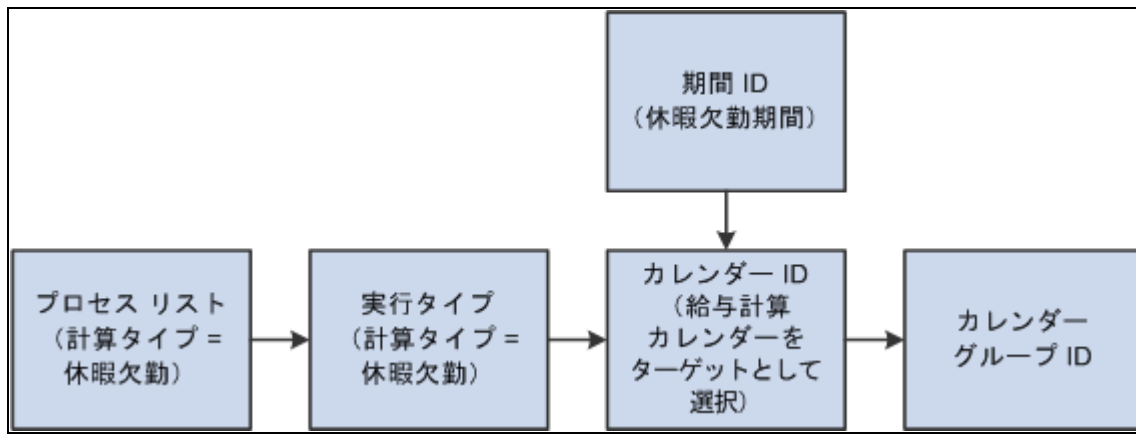 期間 ID
（休暇欠勤期間）
プロセス リスト
（計算タイプ =
休暇欠勤）
実行タイプ
（計算タイプ =
休暇欠勤）
カレンダー ID
（給与計算
カレンダーを
ターゲットとして
選択）
カレンダー
グループ ID